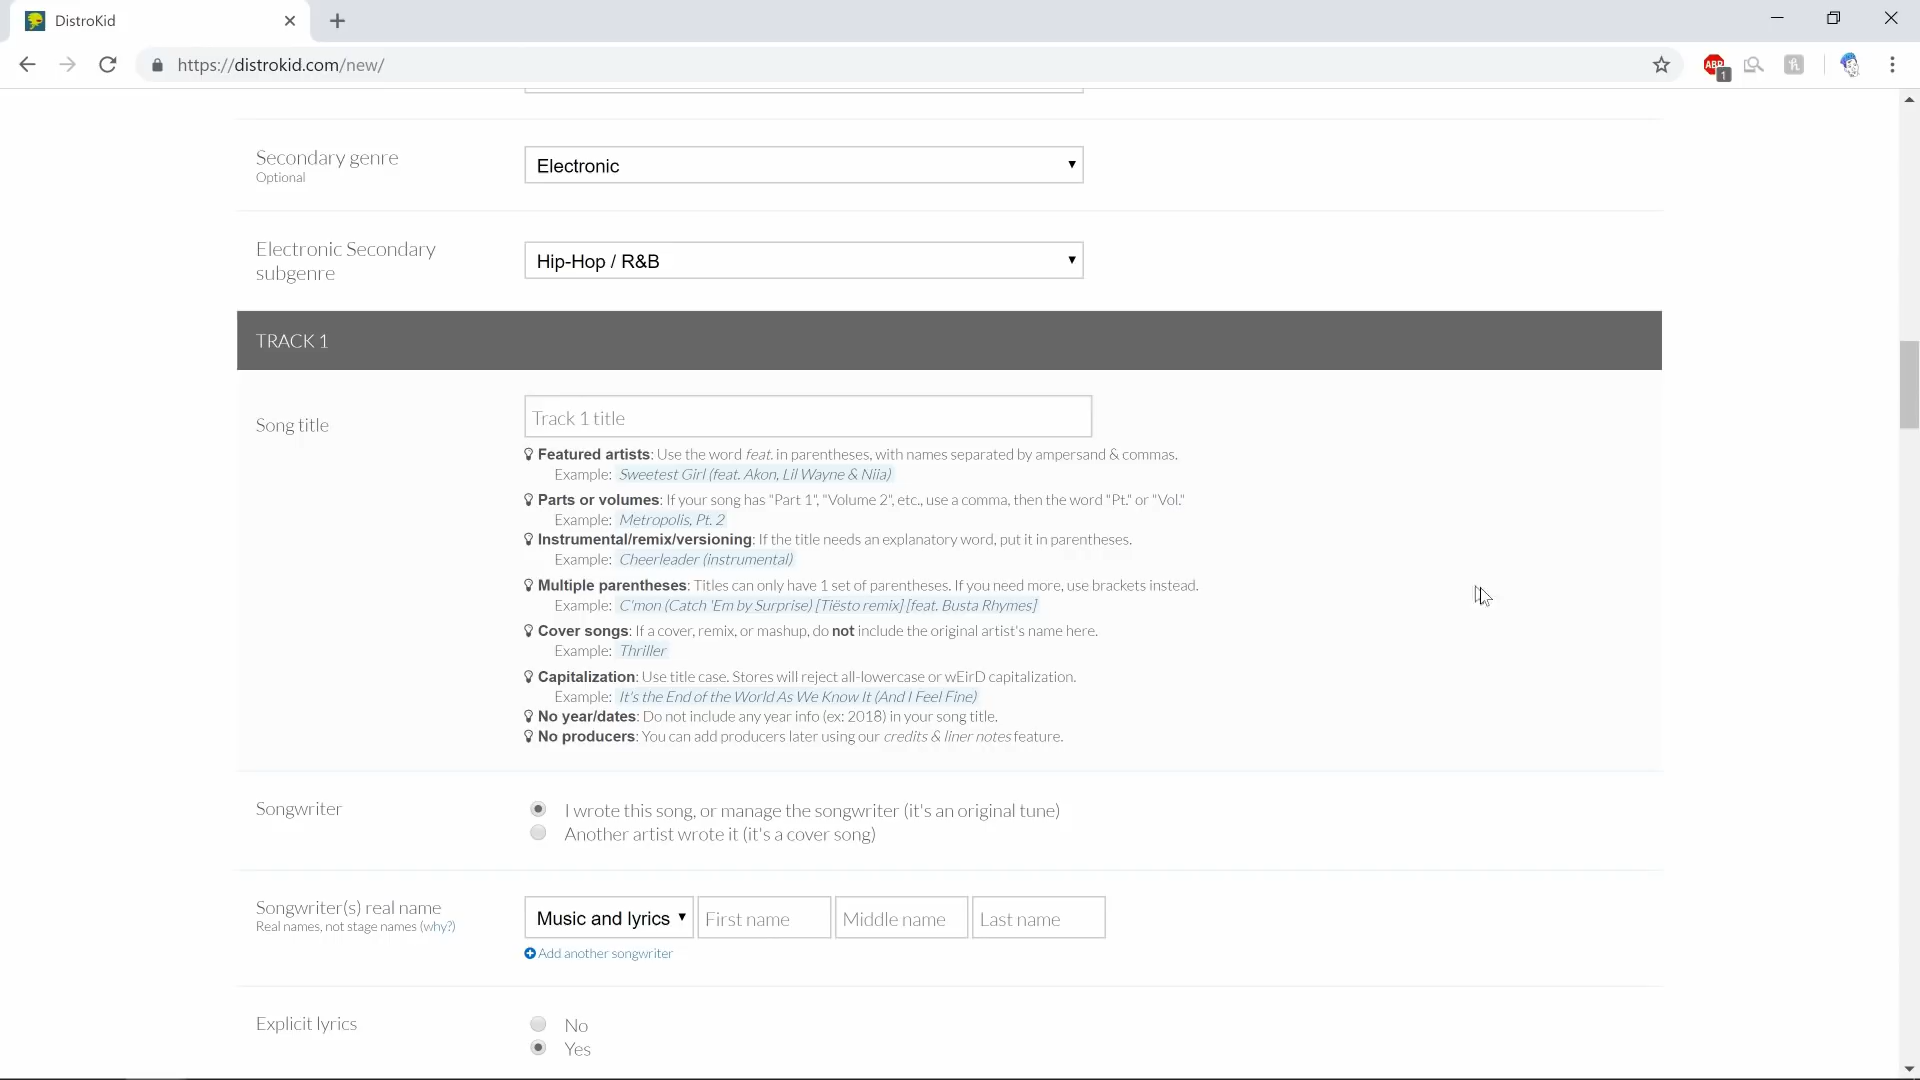 DistroKid
https://distrokid.com/new/
ABP
1
Secondary genre
Optional
Electronic
Electronic Secondary
subgenre
Hip-Hop / R&B
TRACK 1
Song title
Track 1 title
Featured artists: Use the word feat. in parentheses, with names separated by ampersand & commas.
Example: Sweetest Girl (feat. Akon, Lil Wayne & Niia)
Parts or volumes: If your song has "Part 1", "Volume 2", etc., use a comma, then the word "Pt." or "Vol."
Example: Metropolis, Pt. 2
Instrumental/remix/versioning: If the title needs an explanatory word, put it in parentheses.
Example: Cheerleader (instrumental)
Multiple parentheses: Titles can only have 1 set of parentheses. If you need more, use brackets instead.
Example: C'mon (Catch 'Em by Surprise) [Tiësto remix] [feat. Busta Rhymes]
Cover songs: If a cover, remix, or mashup, do not include the original artist's name here.
Example: Thriller
Capitalization: Use title case. Stores will reject all-lowercase or wEirD capitalization.
Example: It's the End of the World As We Know It (And I Feel Fine)
No year/dates: Do not include any year info (ex: 2018) in your song title.
No producers: You can add producers later using our credits & liner notes feature.
Songwriter
I wrote this song, or manage the songwriter (it's an original tune)
Another artist wrote it (it's a cover song)
Songwriter(s) real name
Real names, not stage names (why?)
Music and lyrics
First name
Middle name
Last name
Add another songwriter
Explicit lyrics
No
Yes